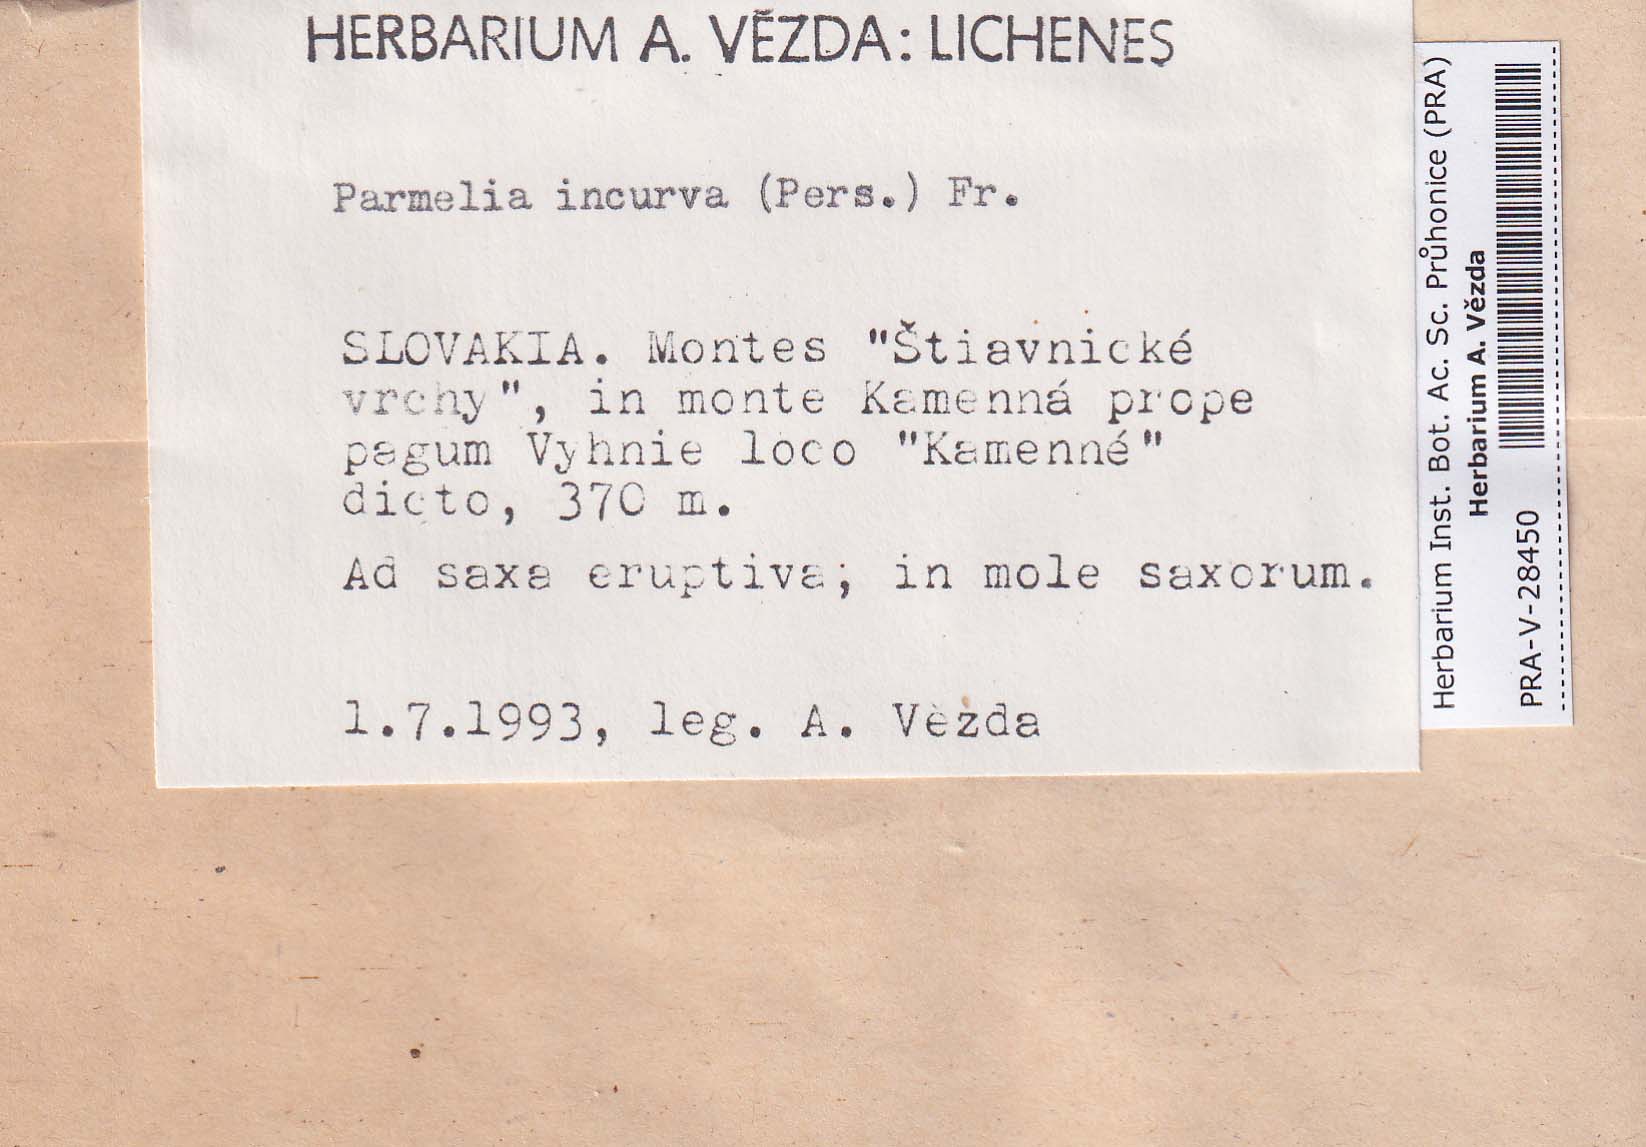 HERBARIUM A. VĚZDA: LICHENES
Parmelia incurva (Pers.) Fr.
SLOVAKIA. Montes "Štiavnické
vrchy", in monte Kamenná prope
pagum Vyhnie loco "Kamenné"
dicto, 370 m.
Ad saxa eruptiva; in mole saxorum.
1.7.1993, leg. A. Vězda
Herbarium Inst. Bot. Ac. Sc. Průhonice (PRA)
Herbarium A. Vězda
PRA-V-28450